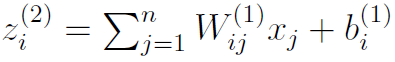 $z_i^{(2)} = \sum_{j=1}^{n} W_{ij}^{(1)} x_j + b_i^{(1)}$